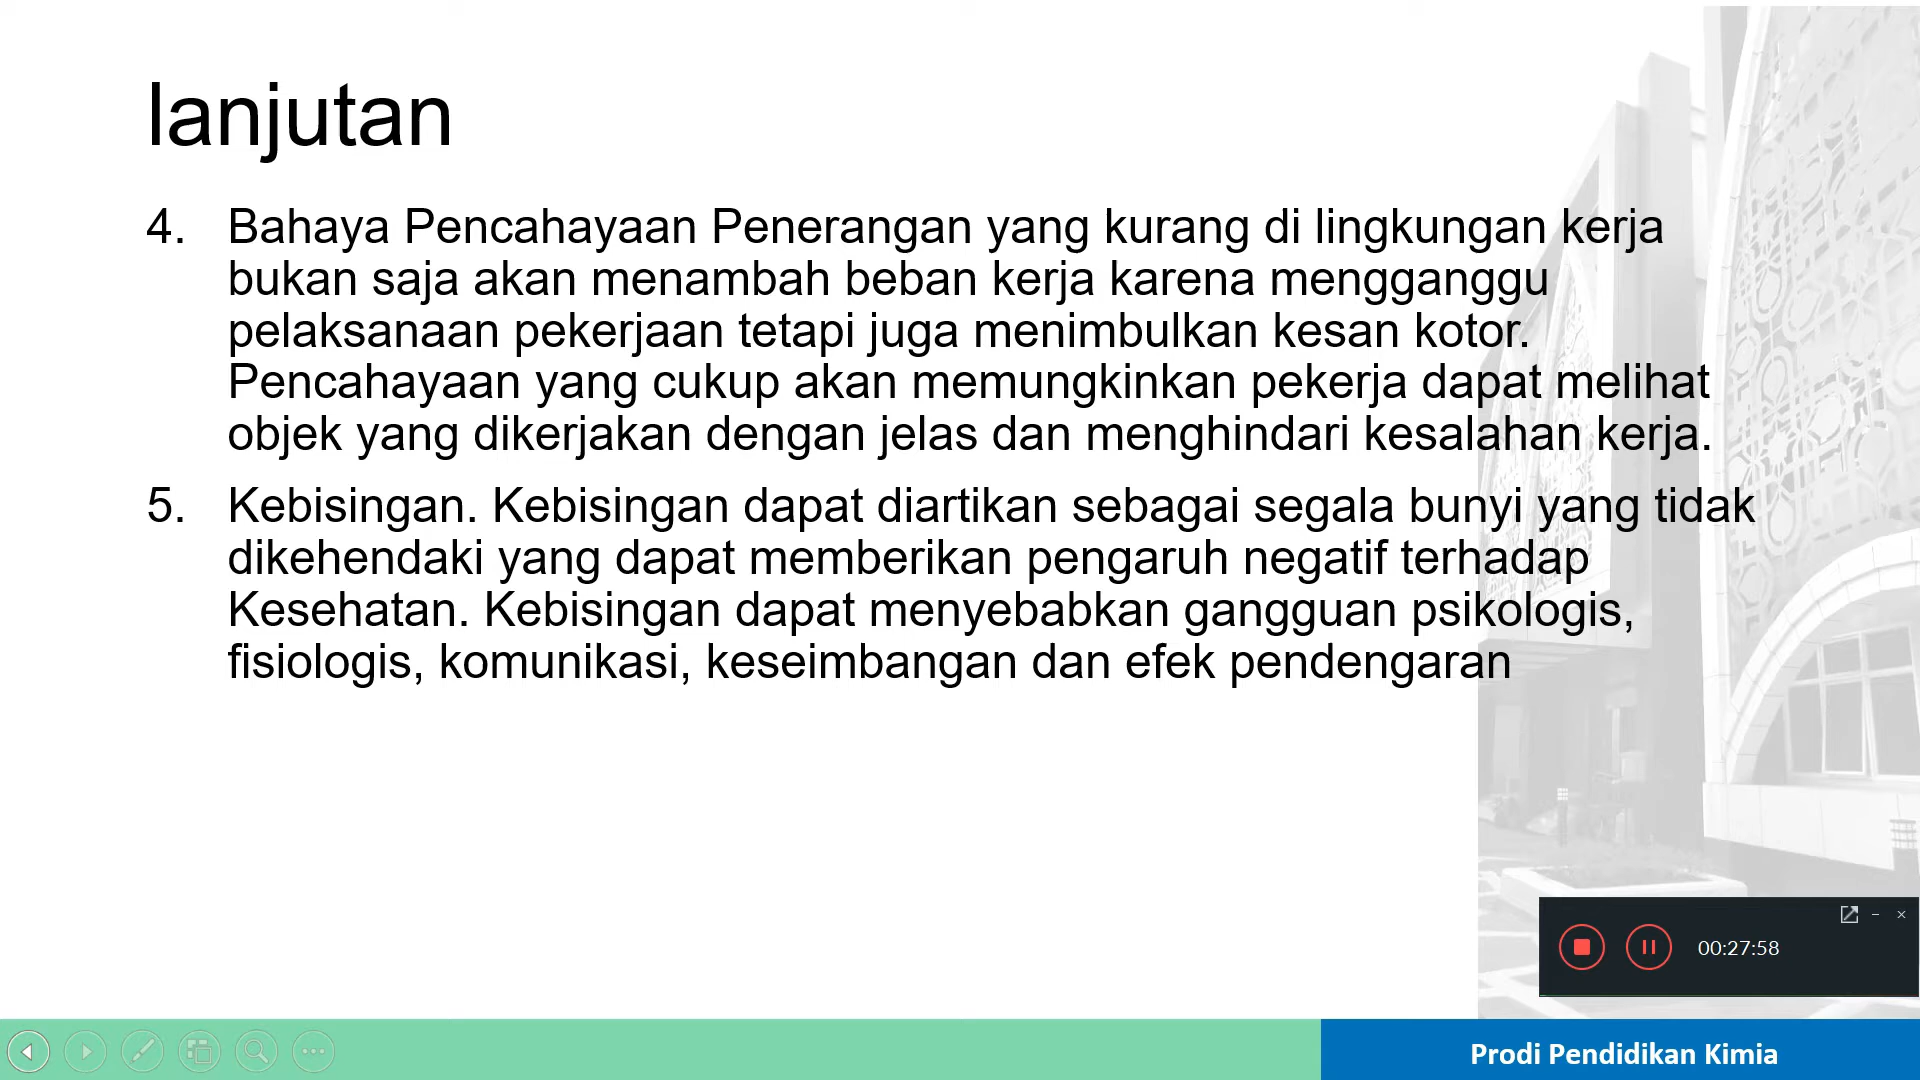 lanjutan
4. Bahaya Pencahayaan Penerangan yang kurang di lingkungan kerja
bukan saja akan menambah beban kerja karena mengganggu
pelaksanaan pekerjaan tetapi juga menimbulkan kesan kotor.
Pencahayaan yang cukup akan memungkinkan pekerja dapat melihat
objek yang dikerjakan dengan jelas dan menghindari kesalahan kerja.
5. Kebisingan. Kebisingan dapat diartikan sebagai segala bunyi yang tidak
dikehendaki yang dapat memberikan pengaruh negatif terhadap
Kesehatan. Kebisingan dapat menyebabkan gangguan psikologis,
fisiologis, komunikasi, keseimbangan dan efek pendengaran
00:27:58
Prodi Pendidikan Kimia